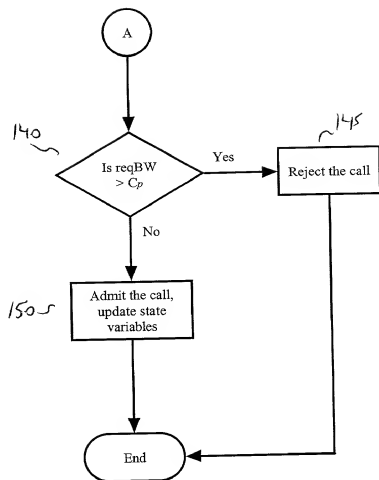 A
140
Is reqBW
> Cp
Yes
145
Reject the call
No
150
Admit the call,
update state
variables
End